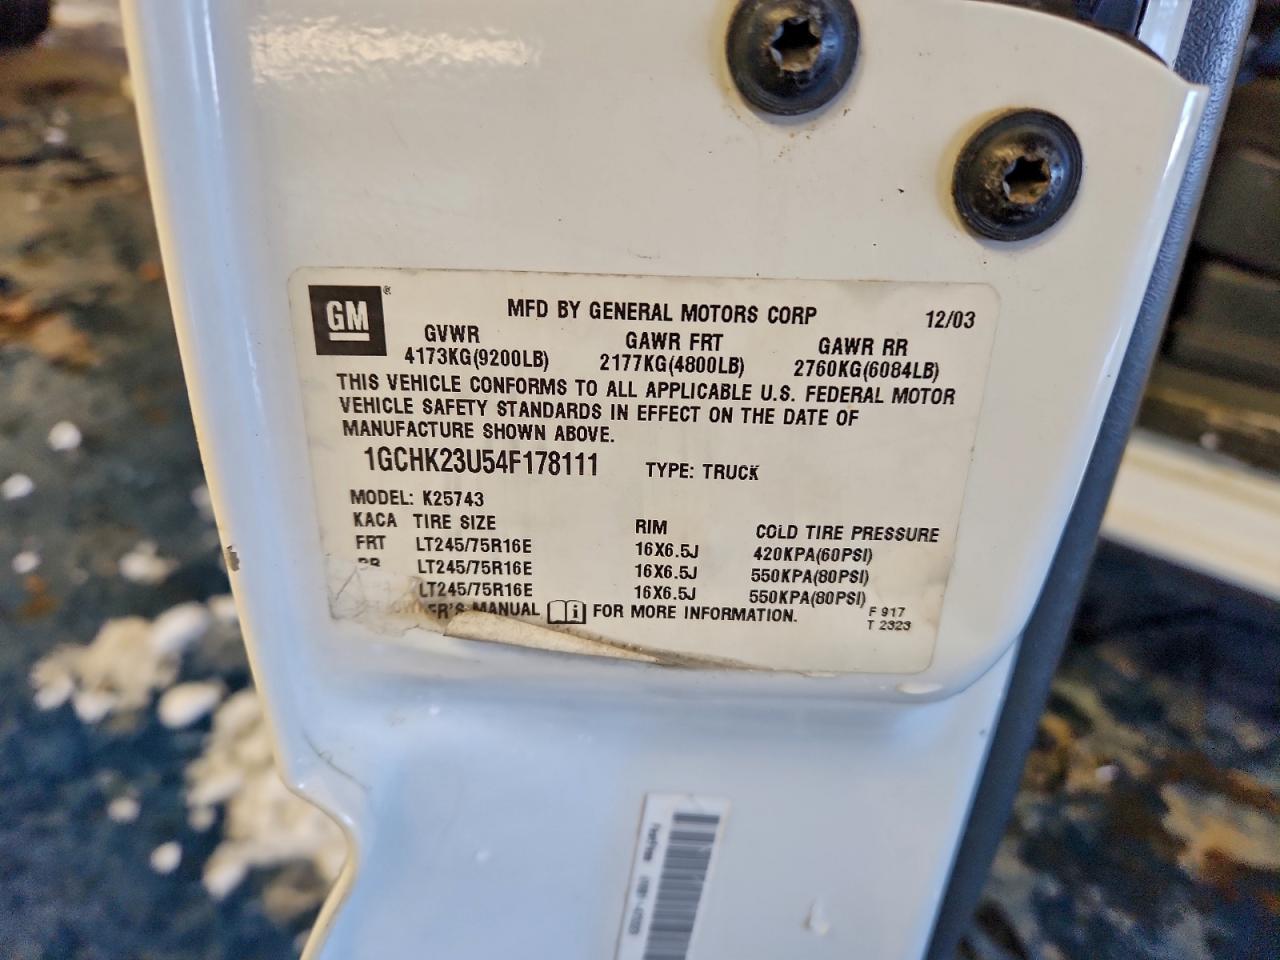 GM ®
MFD BY GENERAL MOTORS CORP 12/03
GVWR GAWR FRT GAWR RR
4173KG(9200LB) 2177KG(4800LB) 2760KG(6084LB)
THIS VEHICLE CONFORMS TO ALL APPLICABLE U.S. FEDERAL MOTOR
VEHICLE SAFETY STANDARDS IN EFFECT ON THE DATE OF
MANUFACTURE SHOWN ABOVE.
1GCHK23U54F178111 TYPE: TRUCK
MODEL: K25743
KACA TIRE SIZE RIM COLD TIRE PRESSURE
FRT LT245/75R16E 16X6.5J 420KPA(60PSI)
RR LT245/75R16E 16X6.5J 550KPA(80PSI)
LT245/75R16E 16X6.5J 550KPA(80PSI)
OWNER'S MANUAL FOR MORE INFORMATION.
F 917
T 2323